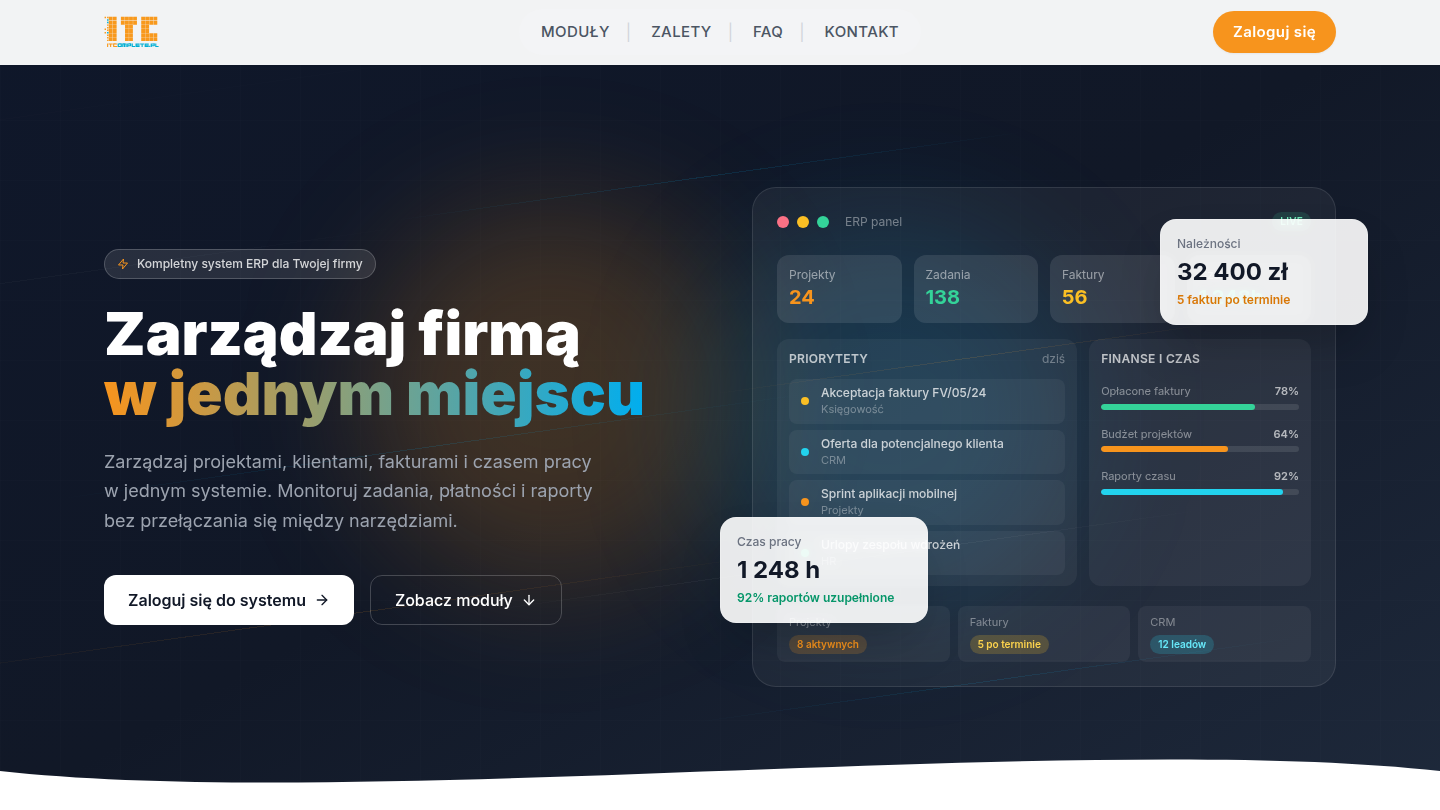 ITC
ITCOMPLETE.PL
MODUŁY
ZALETY
FAQ
KONTAKT
Zaloguj się
Kompletny system ERP dla Twojej firmy
Zarządzaj firmą
w jednym miejscu
Zarządzaj projektami, klientami, fakturami i czasem pracy
w jednym systemie. Monitoruj zadania, płatności i raporty
bez przełączania się między narzędziami.
Zaloguj się do systemu
Zobacz moduły
ERP panel
LIVE
Należności
32 400 zł
5 faktur po terminie
Projekty
24
Zadania
138
Faktury
56
PRIORYTETY
dziś
Akceptacja faktury FV/05/24
Księgowość
Oferta dla potencjalnego klienta
CRM
Sprint aplikacji mobilnej
Projekty
Urlopy zespołu wdrożeń
FINANSE I CZAS
Opłacone faktury
78%
Budżet projektów
64%
Raporty czasu
92%
Czas pracy
1 248 h
92% raportów uzupełnione
Projekty
8 aktywnych
Faktury
5 po terminie
CRM
12 leadów